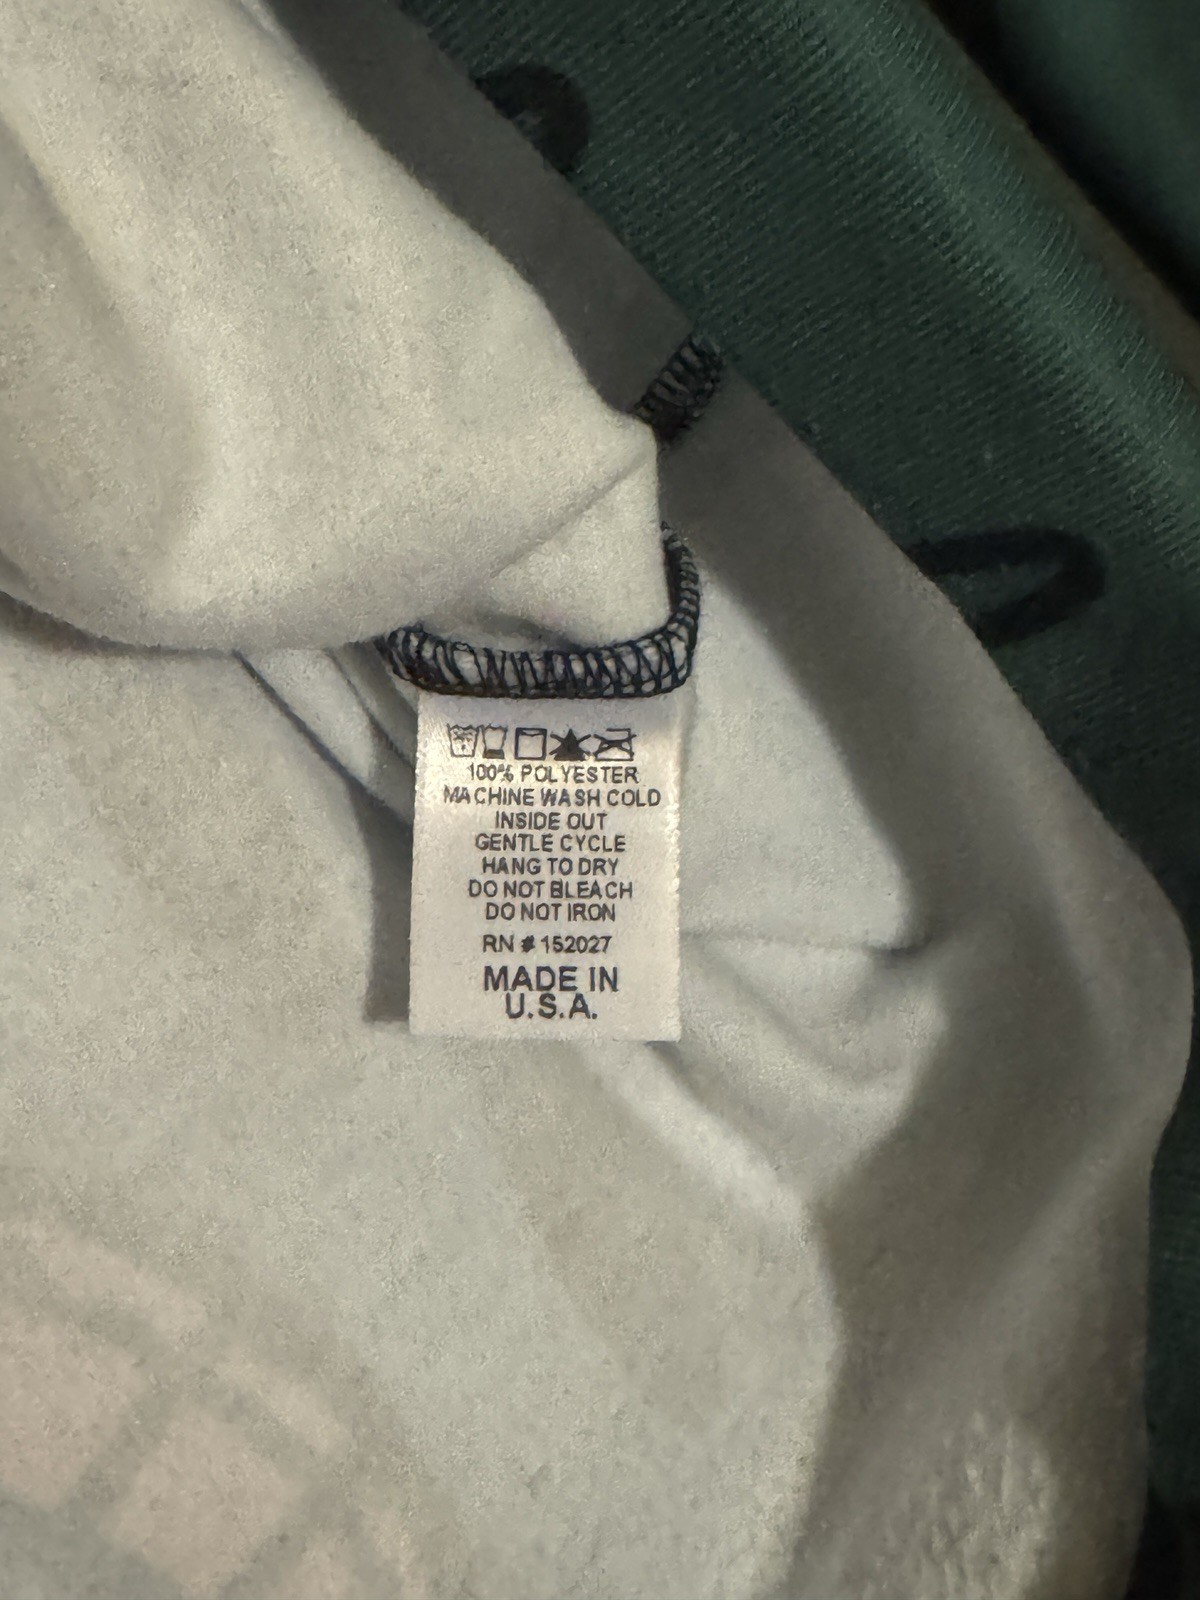 100% POLYESTER
MACHINE WASH COLD
INSIDE OUT
GENTLE CYCLE
HANG TO DRY
DO NOT BLEACH
DO NOT IRON
RN # 152027
MADE IN
U.S.A.